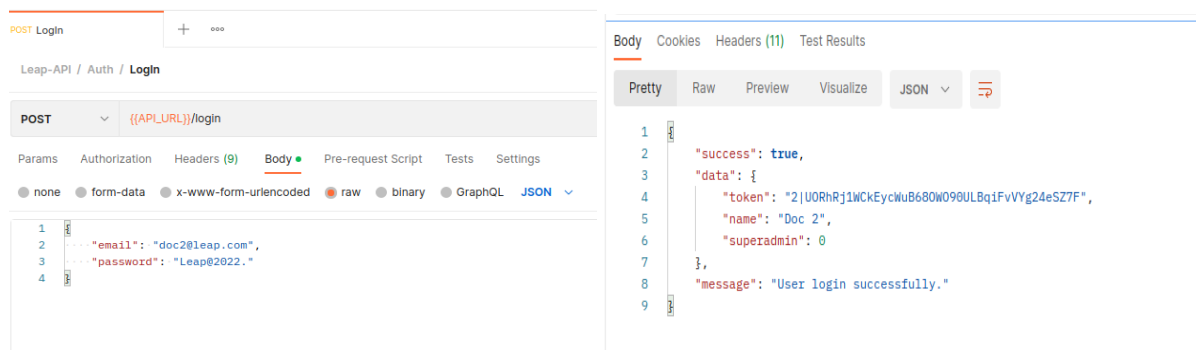 POST LogIn
Leap-API / Auth / LogIn
POST {{API_URL}}/login
Params Authorization Headers (9) Body Pre-request Script Tests Settings
none form-data x-www-form-urlencoded raw binary GraphQL JSON
1 {
2 "email": "doc2@leap.com",
3 "password": "Leap@2022."
4 }
Body Cookies Headers (11) Test Results
Pretty Raw Preview Visualize JSON
1 {
2 "success": true,
3 "data": {
4 "token": "2|UORhRj1WCkEycWuB68OWO90ULBqiFvVYg24eSZ7F",
5 "name": "Doc 2",
6 "superadmin": 0
7 },
8 "message": "User login successfully."
9 }